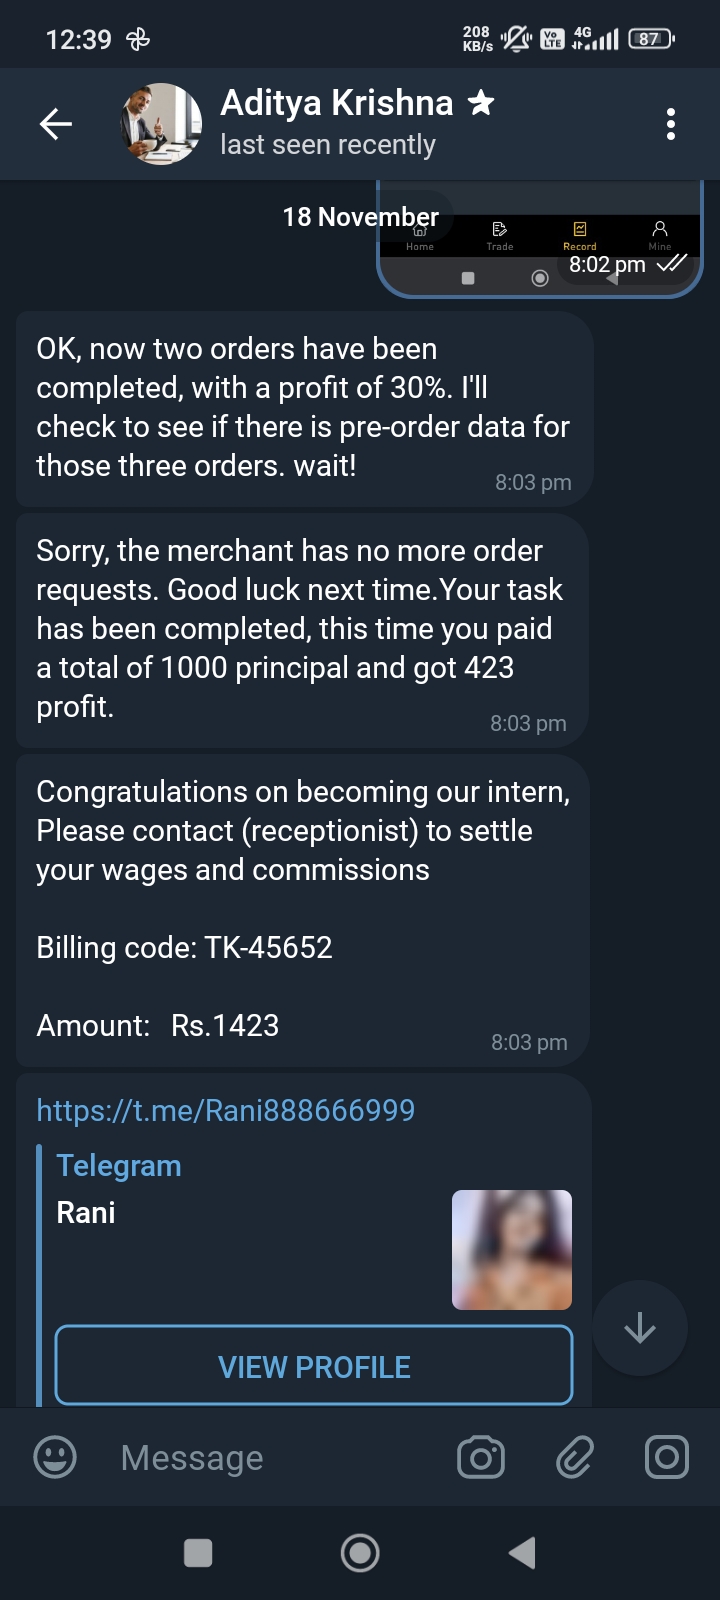 12:39
208
KB/s
Vo
LTE
4G
87
Aditya Krishna
last seen recently
18 November
Home
Trade
Record
Mine
8:02 pm
OK, now two orders have been
completed, with a profit of 30%. I'll
check to see if there is pre-order data for
those three orders. wait!
8:03 pm
Sorry, the merchant has no more order
requests. Good luck next time.Your task
has been completed, this time you paid
a total of 1000 principal and got 423
profit.
8:03 pm
Congratulations on becoming our intern,
Please contact (receptionist) to settle
your wages and commissions
Billing code: TK-45652
Amount: Rs.1423
8:03 pm
https://t.me/Rani888666999
Telegram
Rani
VIEW PROFILE
Message